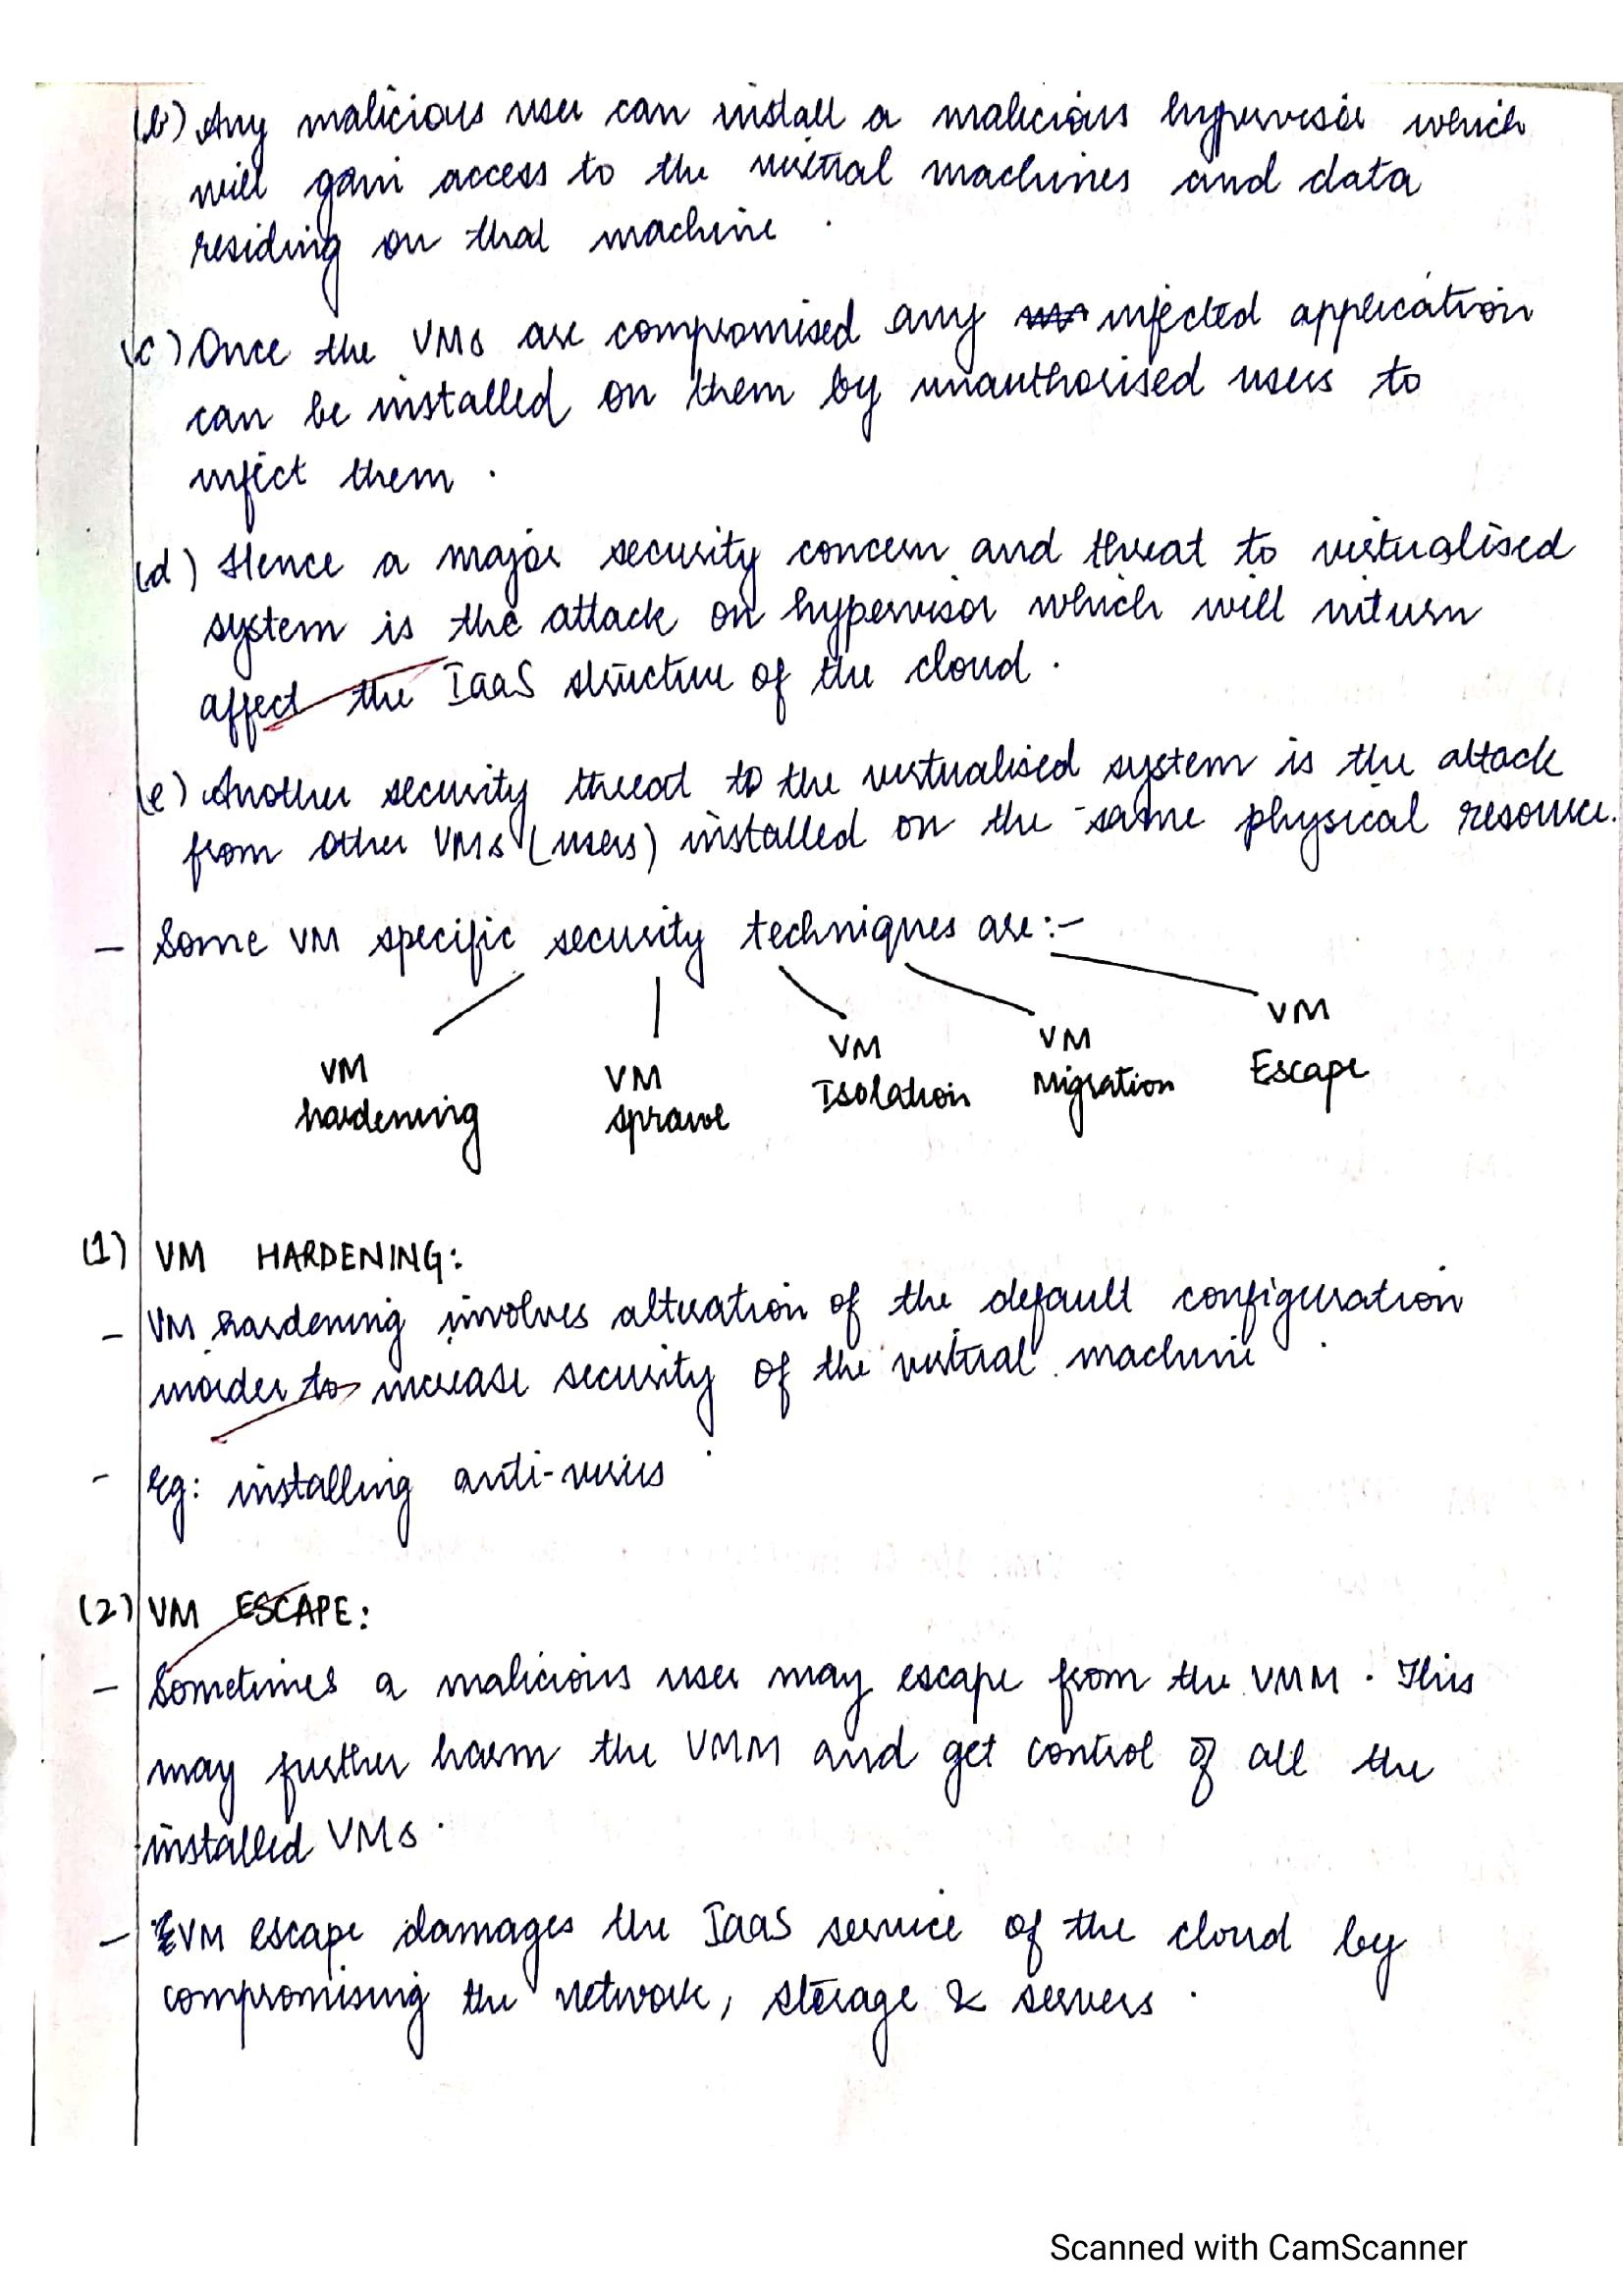 (b) Any malicious user can install a malicious hypervisor which
will gain access to the virtual machines and data
residing on that machine .
(c) Once the VMs are compromised any infected application
can be installed on them by unauthorised users to
infect them .
(d) Hence a major security concern and threat to virtualised
system is the attack on hypervisor which will inturn
affect the IaaS structure of the cloud .
(e) Another security threat to the virtualised system is the attack
from other VMs (users) installed on the same physical resource.
- Some VM specific security techniques are :-
VM hardening
VM sprawl
VM Isolation
VM Migration
VM Escape
(1) VM HARDENING:
- VM hardening involves alteration of the default configuration
inorder to increase security of the virtual machine .
- Eg: installing anti-virus
(2) VM ESCAPE:
- Sometimes a malicious user may escape from the VMM . This
may further harm the VMM and get control of all the
installed VMs .
- VM escape damages the IaaS service of the cloud by
compromising the network, storage & servers .
Scanned with CamScanner